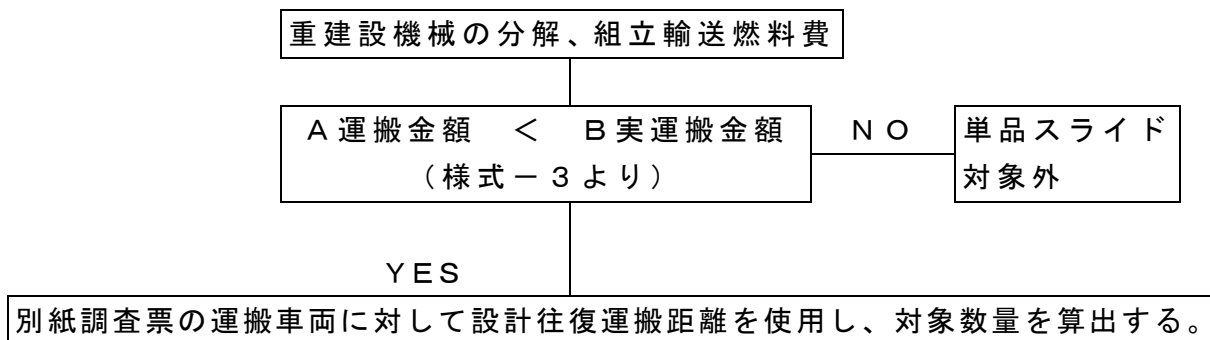 重建設機械の分解、組立輸送燃料費
A運搬金額 < B実運搬金額
(様式-3より)
NO
単品スライド
対象外
YES
別紙調査票の運搬車両に対して設計往復運搬距離を使用し、対象数量を算出する。